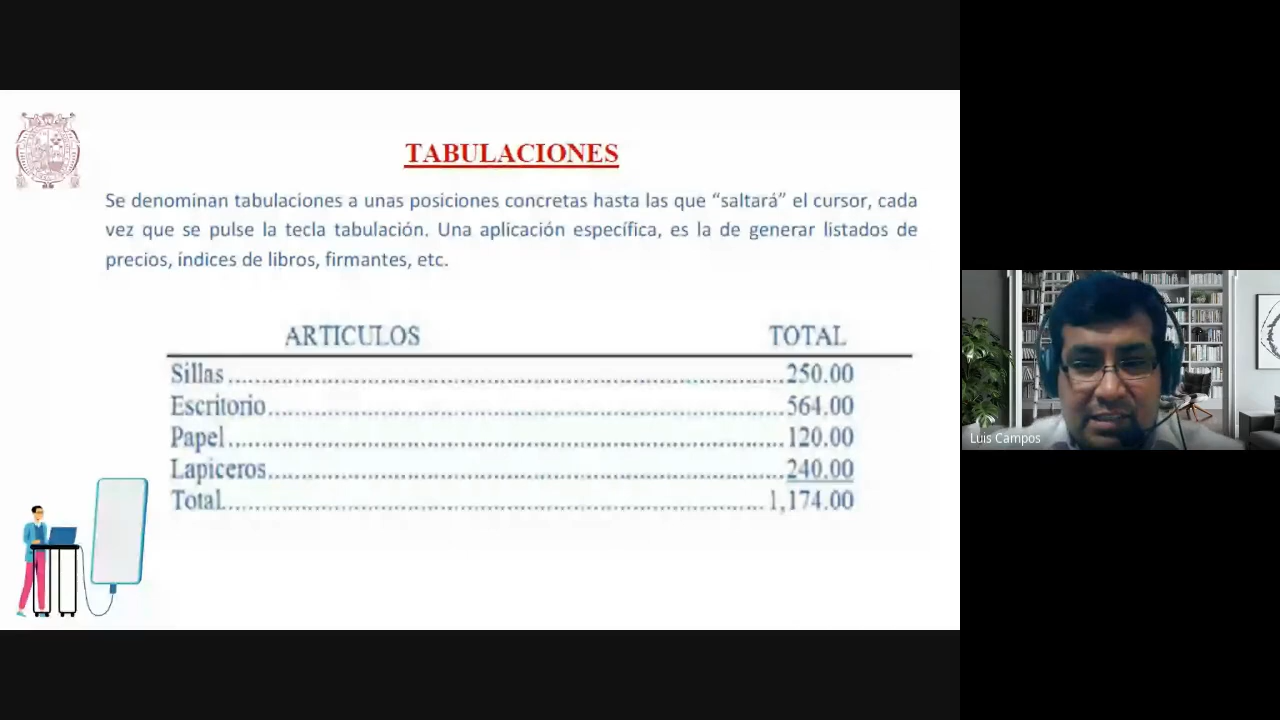 TABULACIONES
Se denominan tabulaciones a unas posiciones concretas hasta las que “saltará” el cursor, cada
vez que se pulse la tecla tabulación. Una aplicación específica, es la de generar listados de
precios, índices de libros, firmantes, etc.
ARTICULOS TOTAL
Sillas........................................................................................250.00
Escritorio..................................................................................564.00
Papel........................................................................................120.00
Lapiceros..................................................................................240.00
Total....................................................................................1,174.00
Luis Campos